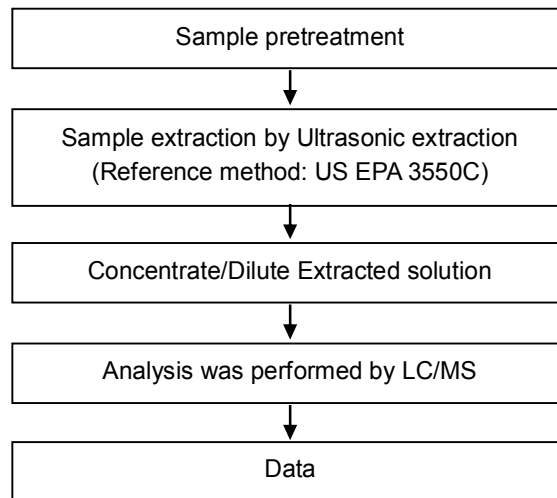 Sample pretreatment
Sample extraction by Ultrasonic extraction
(Reference method: US EPA 3550C)
Concentrate/Dilute Extracted solution
Analysis was performed by LC/MS
Data